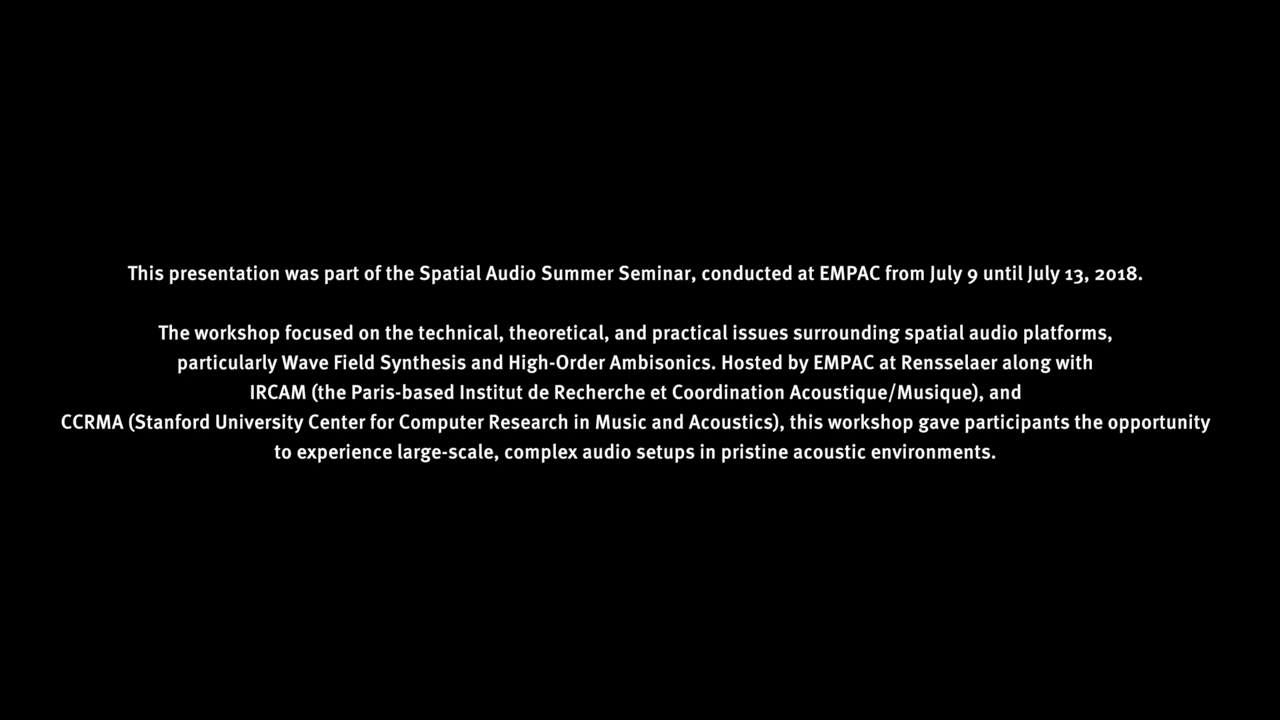 This presentation was part of the Spatial Audio Summer Seminar, conducted at EMPAC from July 9 until July 13, 2018.
The workshop focused on the technical, theoretical, and practical issues surrounding spatial audio platforms,
particularly Wave Field Synthesis and High-Order Ambisonics. Hosted by EMPAC at Rensselaer along with
IRCAM (the Paris-based Institut de Recherche et Coordination Acoustique/Musique), and
CCRMA (Stanford University Center for Computer Research in Music and Acoustics), this workshop gave participants the opportunity
to experience large-scale, complex audio setups in pristine acoustic environments.